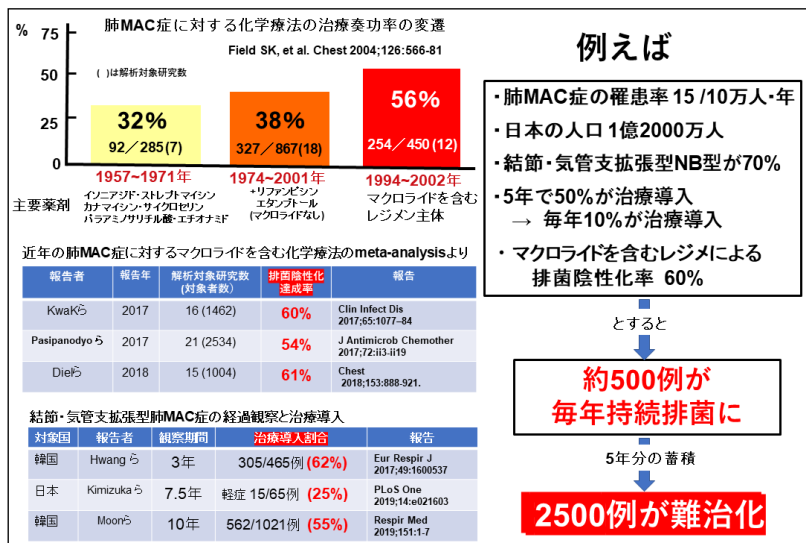 肺MAC症に対する化学療法の治療奏功率の変遷
Field SK, et al. Chest 2004;126:566-81
( )は解析対象研究数
%
75
50
25
0
32%
92／285(7)
38%
327／867(18)
56%
254／450(12)
1957~1971年
1974~2001年
1994~2002年
主要薬剤
イソニアジド・ストレプトマイシン
カナマイシン・サイクロセリン
パラアミノサリチル酸・エチオナミド
+リファンピシン
エタンブトール
(マクロライドなし)
マクロライドを含む
レジメン主体
近年の肺MAC症に対するマクロライドを含む化学療法のmeta-analysisより
報告者 報告年 解析対象研究数 (対象者数) 排菌陰性化 達成率 報告
KwaKら 2017 16 (1462) 60% Clin Infect Dis 2017;65:1077–84
Pasipanodyoら 2017 21 (2534) 54% J Antimicrob Chemother 2017;72:ii3-ii19
Dielら 2018 15 (1004) 61% Chest 2018;153:888-921.
結節・気管支拡張型肺MAC症の経過観察と治療導入
対象国 報告者 観察期間 治療導入割合 報告
韓国 Hwangら 3年 305/465例 (62%) Eur Respir J 2017;49:1600537
日本 Kimizukaら 7.5年 軽症 15/65例 (25%) PLoS One 2019;14:e021603
韓国 Moonら 10年 562/1021例 (55%) Respir Med 2019;151:1-7
例えば
・肺MAC症の罹患率 15 /10万人・年
・日本の人口 1億2000万人
・結節・気管支拡張型NB型が70%
・5年で50%が治療導入
→ 毎年10%が治療導入
・マクロライドを含むレジメによる
排菌陰性化率 60%
とすると
約500例が
毎年持続排菌に
5年分の蓄積
2500例が難治化